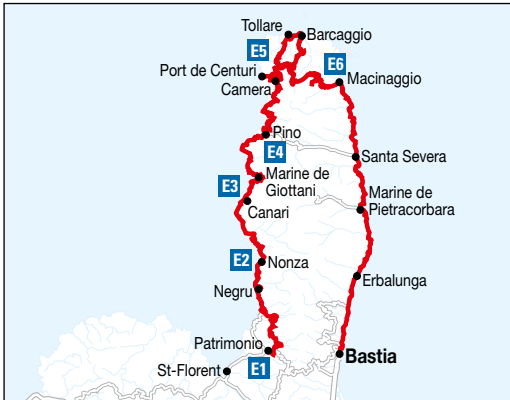 Tollare
Barcaggio
E5
E6
Port de Centuri
Macinaggio
Camera
Pino
E4
Santa Severa
Marine de
Giottani
E3
Marine de
Pietracorbara
Canari
E2
Nonza
Erbalunga
Negru
Patrimonio
Bastia
St-Florent
E1